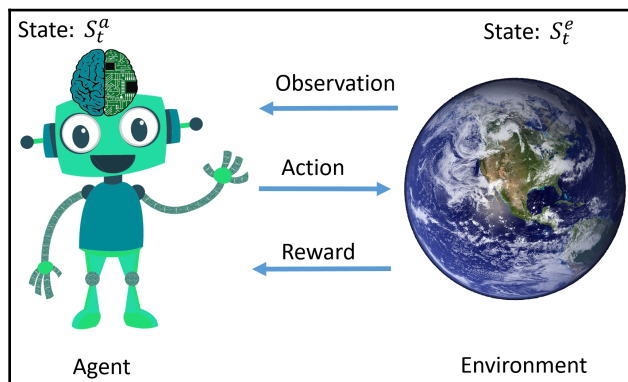 State: $S_t^a$
State: $S_t^e$
Observation
Action
Reward
Agent
Environment